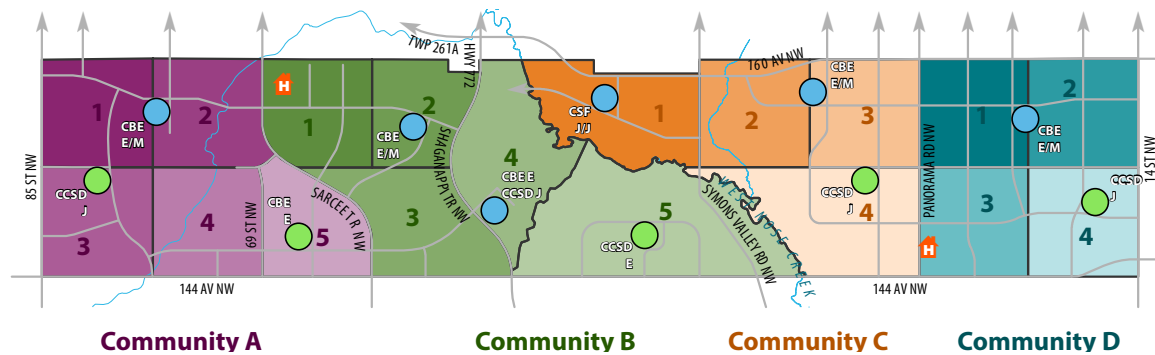 TWP 261A
HWY 772
160 AV NW
H
1
CBE
E/M
2
1
2
CBE
E/M
CSF
J/J
1
2
CBE
E/M
3
1
CBE
E/M
2
85 ST NW
CCSD
J
3
4
69 ST NW
CBE
E
5
SARCEE TR NW
3
SHAGANAPPI TR NW
4
CBE E
CCSD J
5
CCSD
E
SYMONS VALLEY RD NW
WEST NOSE CREEK
CCSD
J
4
PANORAMA RD NW
H
3
CCSD
J
4
14 ST NW
144 AV NW
144 AV NW
Community A
Community B
Community C
Community D